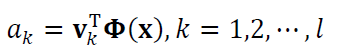 a_k = v_k^T Φ(x), k = 1,2, ⋯ , l